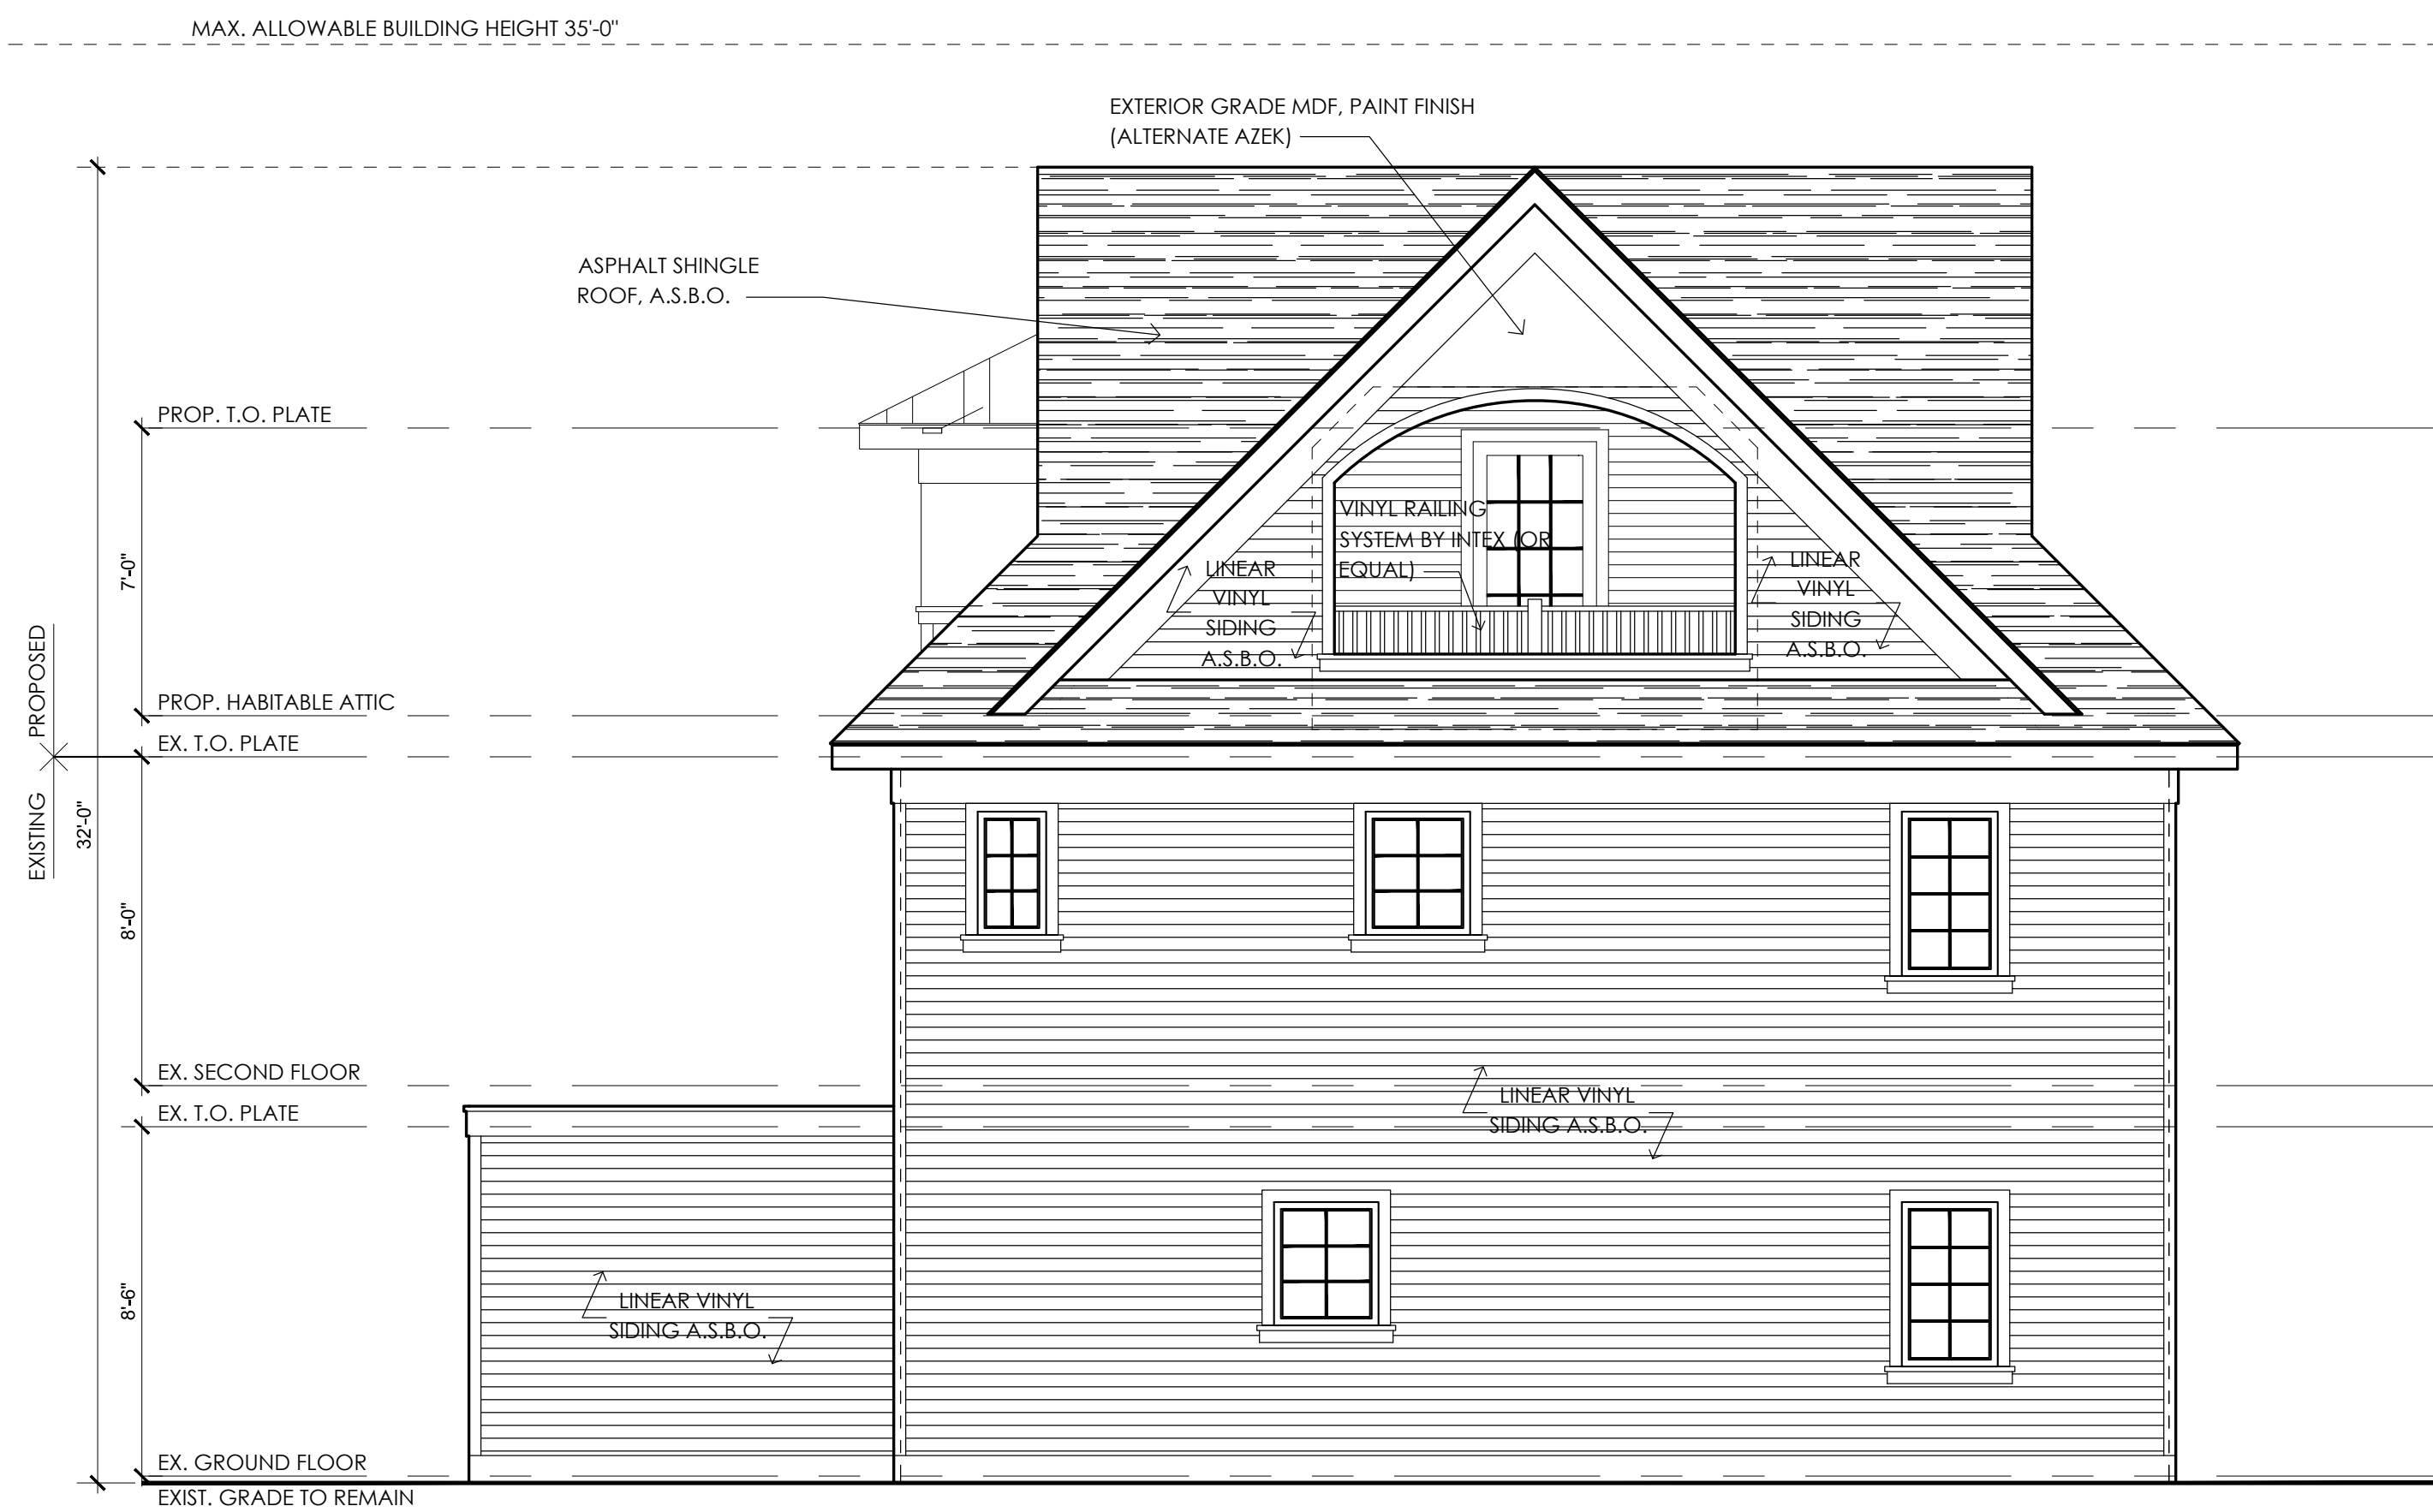 MAX. ALLOWABLE BUILDING HEIGHT 35'-0"
EXTERIOR GRADE MDF, PAINT FINISH
(ALTERNATE AZEK)
ASPHALT SHINGLE
ROOF, A.S.B.O.
PROP. T.O. PLATE
7'-0"
VINYL RAILING
SYSTEM BY INTEX (OR
EQUAL)
LINEAR
VINYL
SIDING
A.S.B.O.
LINEAR
VINYL
SIDING
A.S.B.O.
PROPOSED
PROP. HABITABLE ATTIC
EX. T.O. PLATE
EXISTING
32'-0"
8'-0"
EX. SECOND FLOOR
EX. T.O. PLATE
LINEAR VINYL
SIDING A.S.B.O.
8'-6"
LINEAR VINYL
SIDING A.S.B.O.
EX. GROUND FLOOR
EXIST. GRADE TO REMAIN